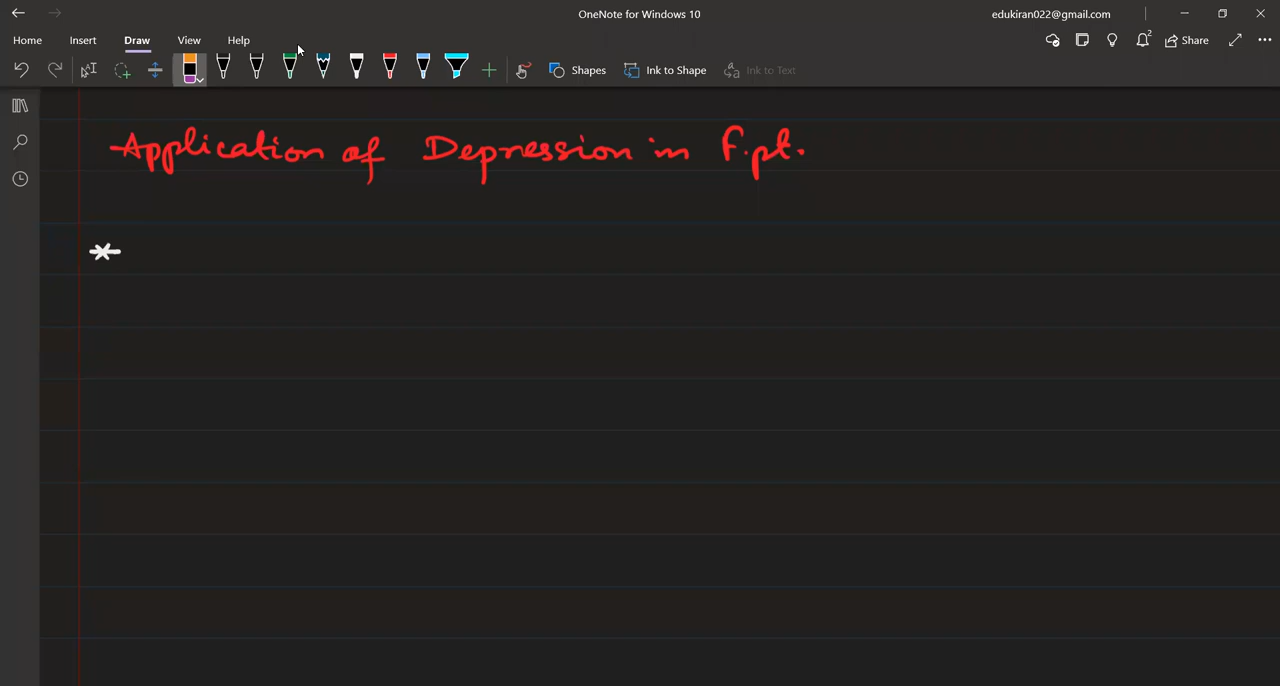 OneNote for Windows 10
edukiran022@gmail.com
Home Insert Draw View Help
2
Share
Shapes Ink to Shape Ink to Text
Application of Depression in F.pt.
*